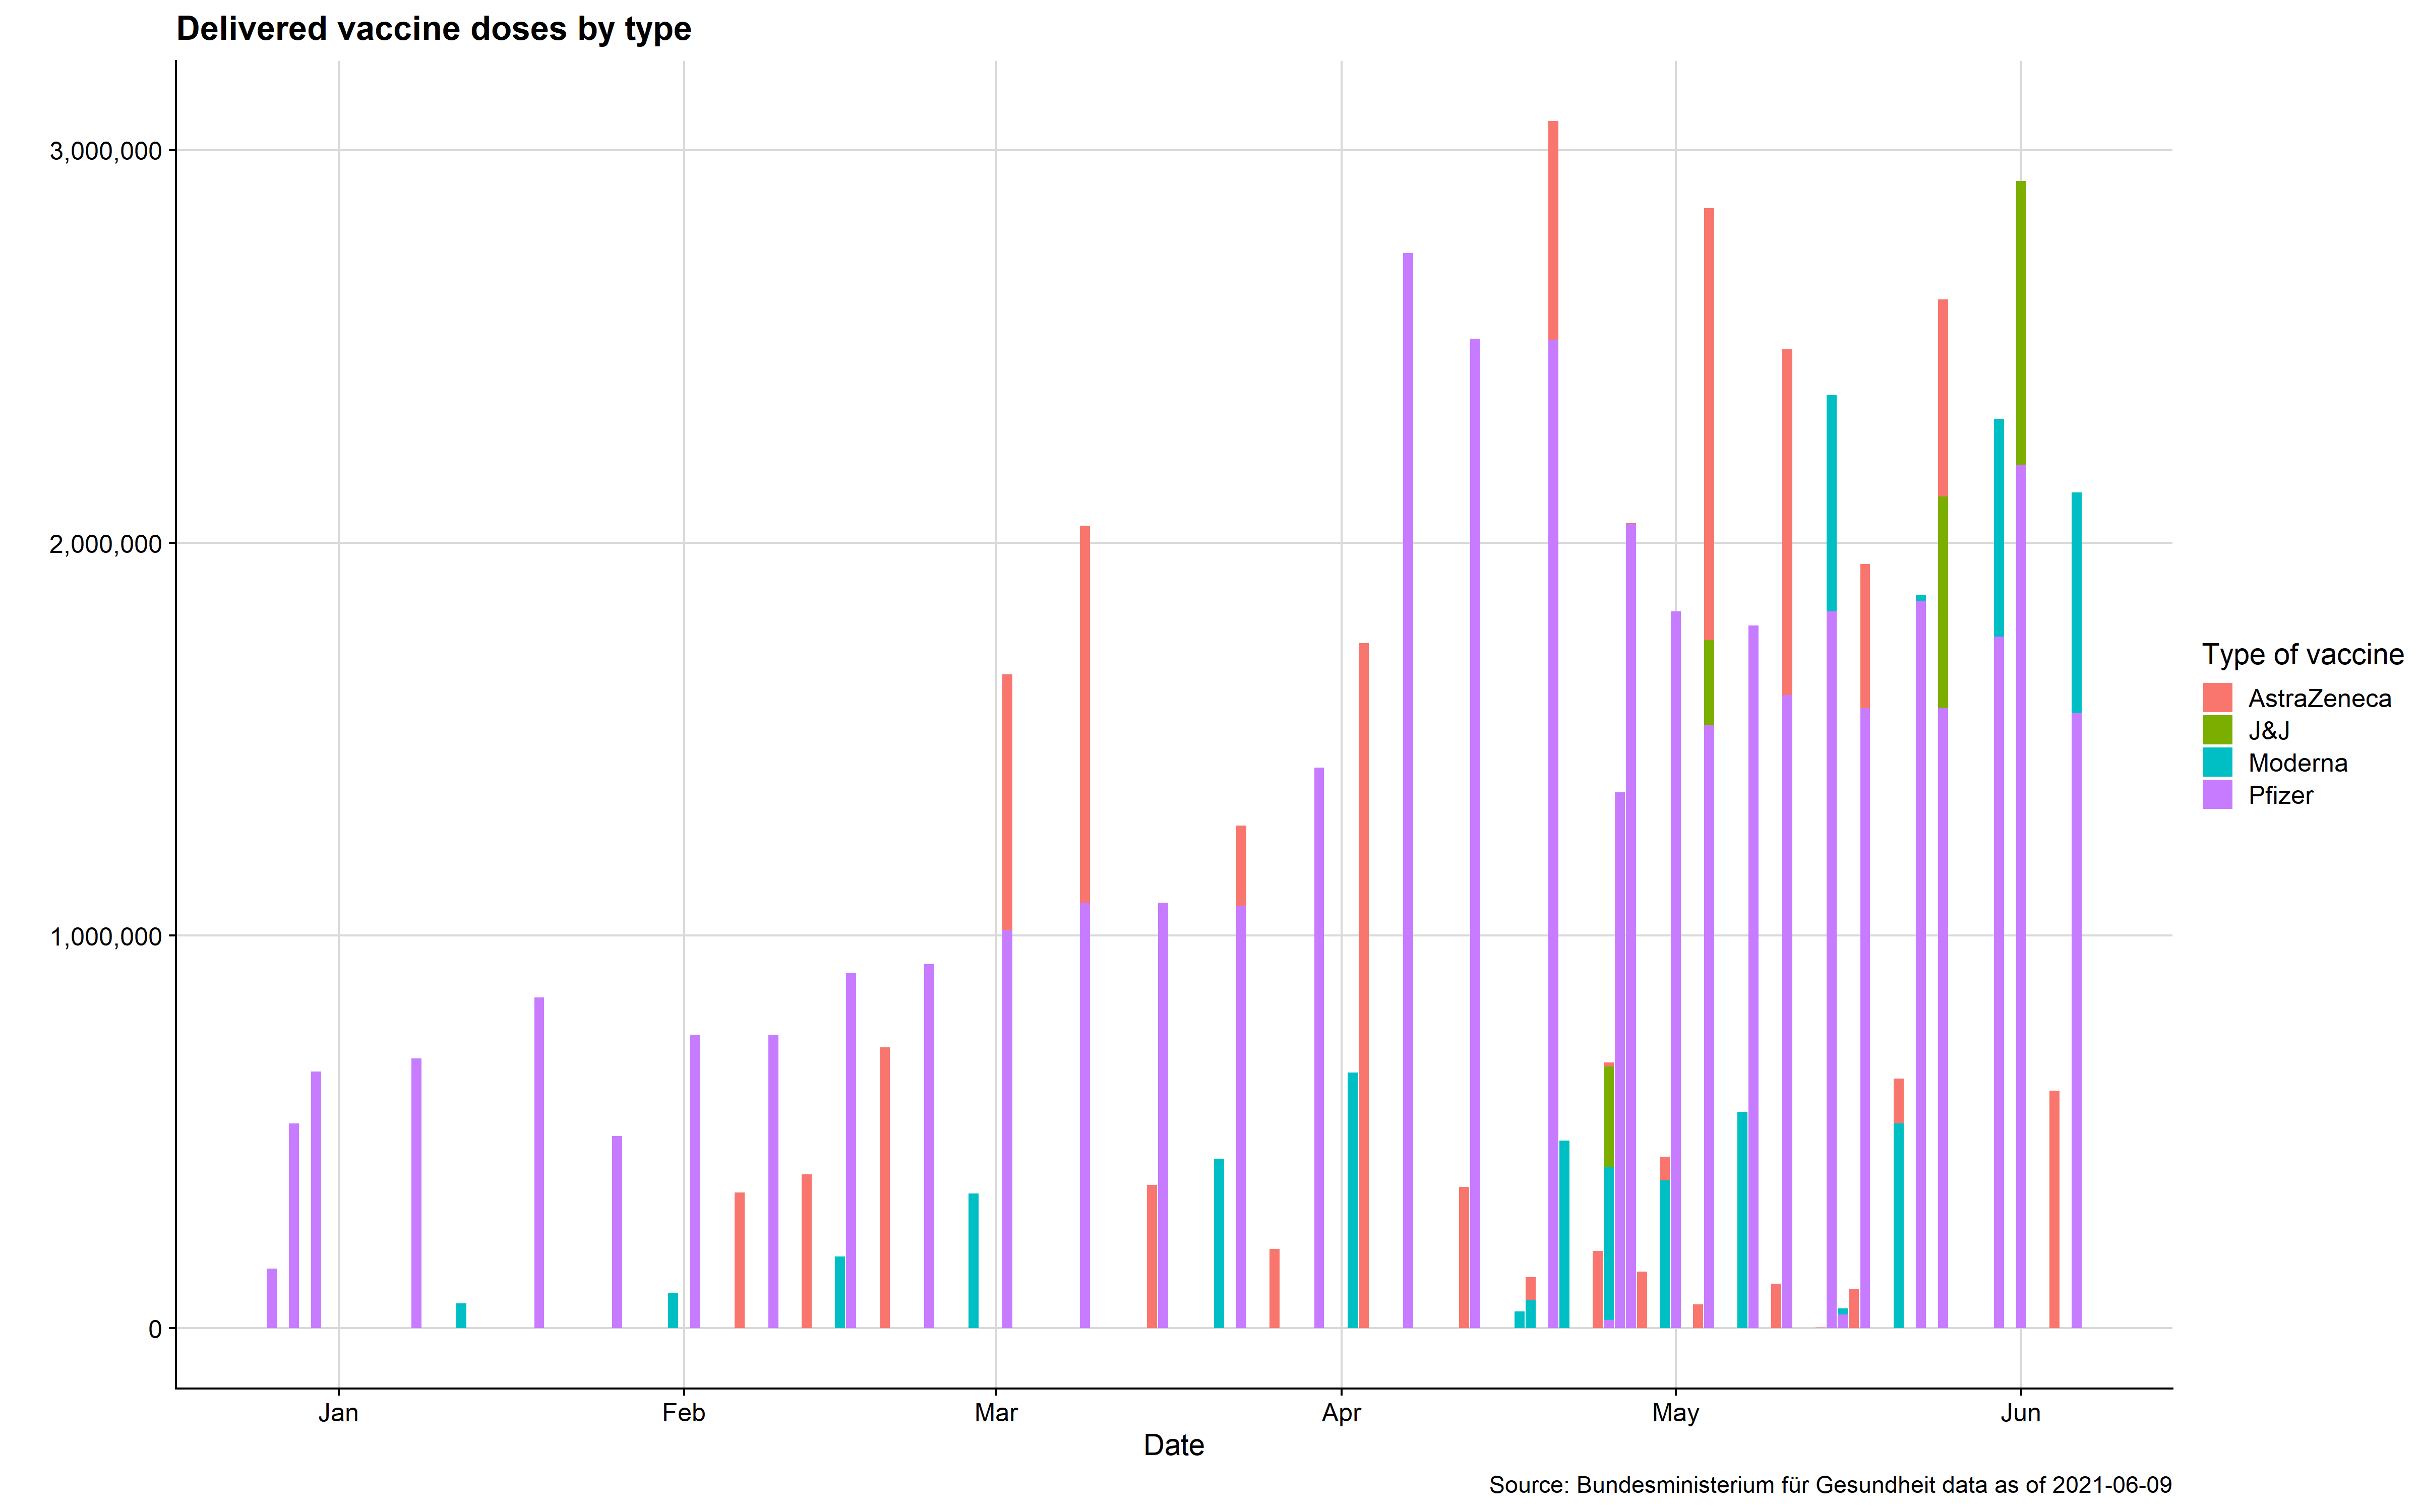 Delivered vaccine doses by type
3,000,000
2,000,000
1,000,000
0
Jan
Feb
Mar
Apr
May
Jun
Date
Type of vaccine
AstraZeneca
J&J
Moderna
Pfizer
Source: Bundesministerium für Gesundheit data as of 2021-06-09